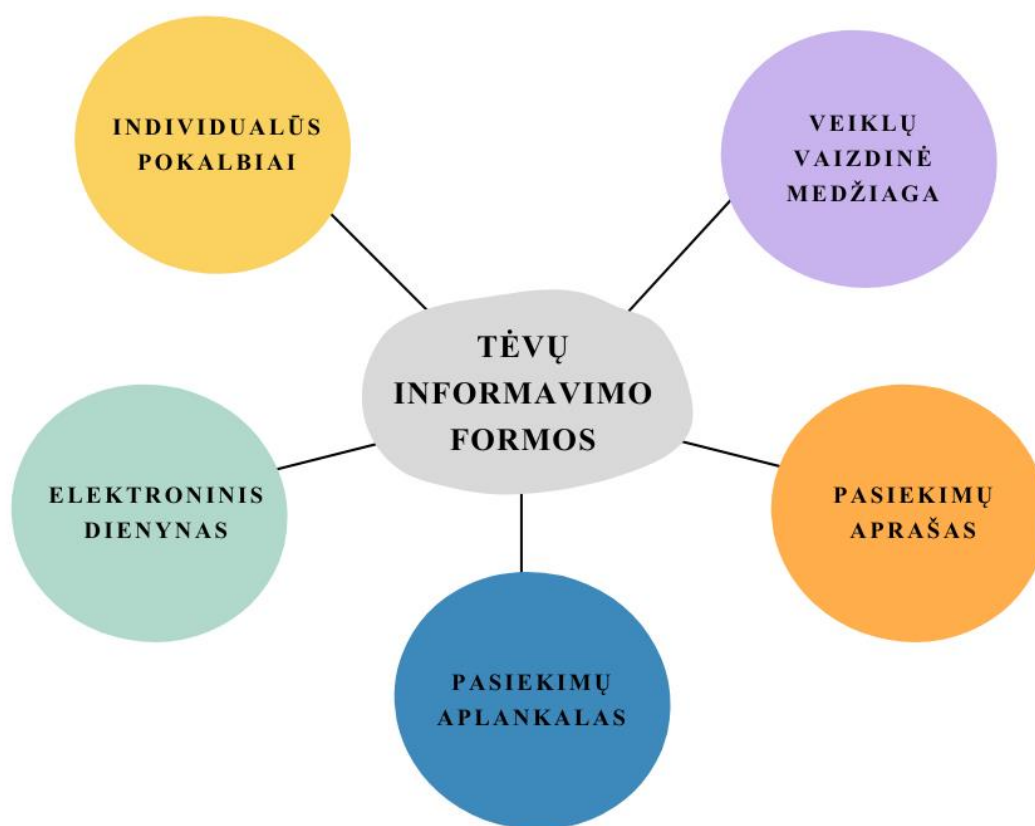 INDIVIDUALŪS
POKALBIAI
VEIKLŲ
VAIZDINĖ
MEDŽIAGA
TĖVŲ
INFORMAVIMO
FORMOS
ELEKTRONINIS
DIENYNAS
PASIEKIMŲ
APRAŠAS
PASIEKIMŲ
APLANKALAS